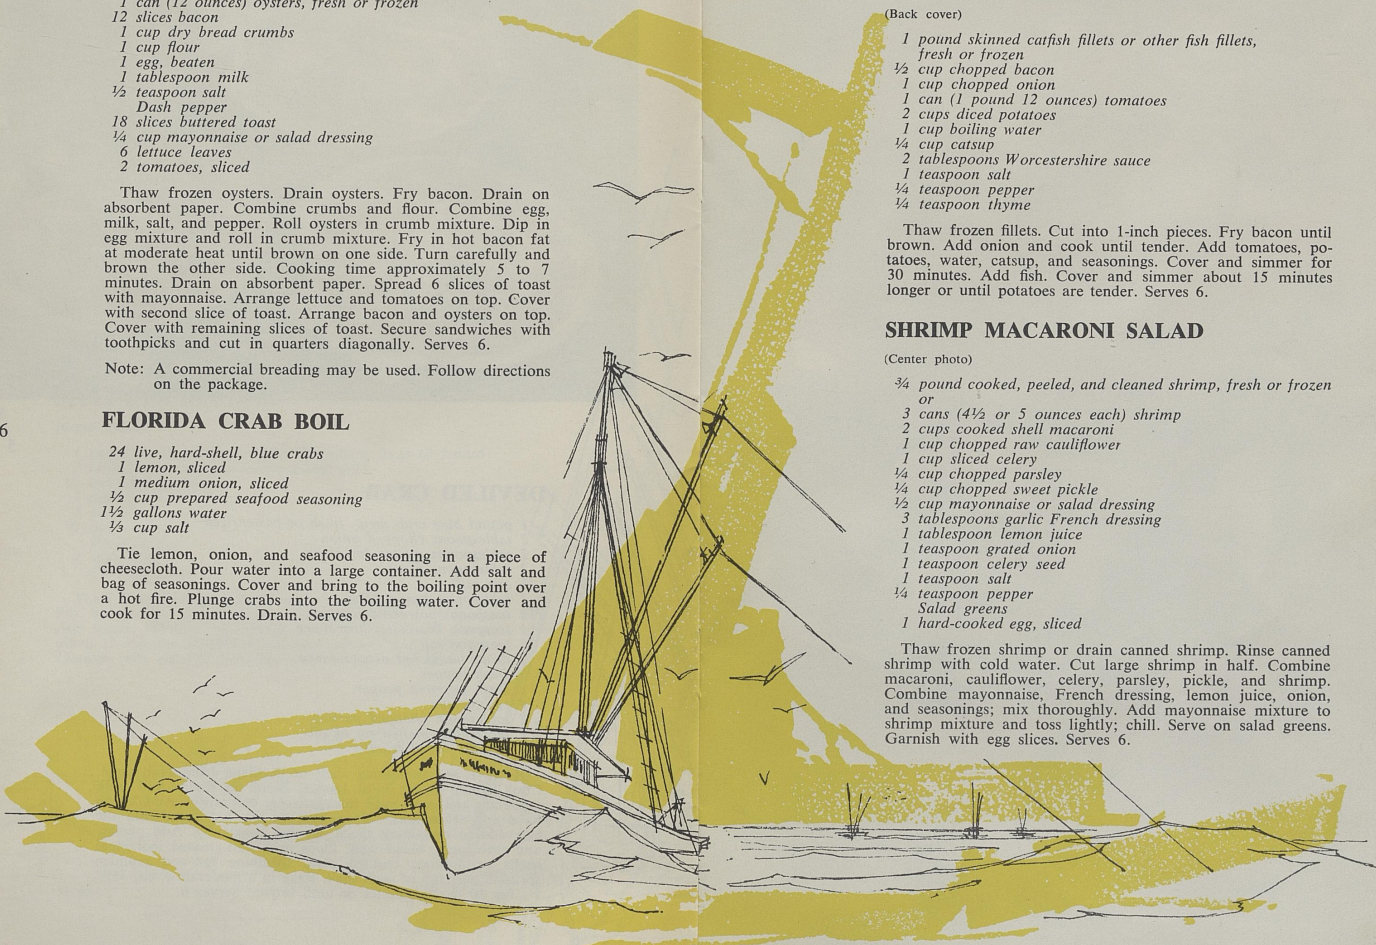 1 can (12 ounces) oysters, fresh or frozen
12 slices bacon
1 cup dry bread crumbs
1 cup flour
1 egg, beaten
1 tablespoon milk
½ teaspoon salt
Dash pepper
18 slices buttered toast
¼ cup mayonnaise or salad dressing
6 lettuce leaves
2 tomatoes, sliced
Thaw frozen oysters. Drain oysters. Fry bacon. Drain on
absorbent paper. Combine crumbs and flour. Combine egg,
milk, salt, and pepper. Roll oysters in crumb mixture. Dip in
egg mixture and roll in crumb mixture. Fry in hot bacon fat
at moderate heat until brown on one side. Turn carefully and
brown the other side. Cooking time approximately 5 to 7
minutes. Drain on absorbent paper. Spread 6 slices of toast
with mayonnaise. Arrange lettuce and tomatoes on top. Cover
with second slice of toast. Arrange bacon and oysters on top.
Cover with remaining slices of toast. Secure sandwiches with
toothpicks and cut in quarters diagonally. Serves 6.
Note: A commercial breading may be used. Follow directions
on the package.
FLORIDA CRAB BOIL
6
24 live, hard-shell, blue crabs
1 lemon, sliced
1 medium onion, sliced
½ cup prepared seafood seasoning
1½ gallons water
⅓ cup salt
Tie lemon, onion, and seafood seasoning in a piece of
cheesecloth. Pour water into a large container. Add salt and
bag of seasonings. Cover and bring to the boiling point over
a hot fire. Plunge crabs into the boiling water. Cover and
cook for 15 minutes. Drain. Serves 6.
(Back cover)
1 pound skinned catfish fillets or other fish fillets,
fresh or frozen
½ cup chopped bacon
1 cup chopped onion
1 can (1 pound 12 ounces) tomatoes
2 cups diced potatoes
1 cup boiling water
¼ cup catsup
2 tablespoons Worcestershire sauce
1 teaspoon salt
¼ teaspoon pepper
¼ teaspoon thyme
Thaw frozen fillets. Cut into 1-inch pieces. Fry bacon until
brown. Add onion and cook until tender. Add tomatoes, po-
tatoes, water, catsup, and seasonings. Cover and simmer for
30 minutes. Add fish. Cover and simmer about 15 minutes
longer or until potatoes are tender. Serves 6.
SHRIMP MACARONI SALAD
(Center photo)
¾ pound cooked, peeled, and cleaned shrimp, fresh or frozen
or
3 cans (4½ or 5 ounces each) shrimp
2 cups cooked shell macaroni
1 cup chopped raw cauliflower
1 cup sliced celery
¼ cup chopped parsley
¼ cup chopped sweet pickle
½ cup mayonnaise or salad dressing
3 tablespoons garlic French dressing
1 tablespoon lemon juice
1 teaspoon grated onion
1 teaspoon celery seed
1 teaspoon salt
¼ teaspoon pepper
Salad greens
1 hard-cooked egg, sliced
Thaw frozen shrimp or drain canned shrimp. Rinse canned
shrimp with cold water. Cut large shrimp in half. Combine
macaroni, cauliflower, celery, parsley, pickle, and shrimp.
Combine mayonnaise, French dressing, lemon juice, onion,
and seasonings; mix thoroughly. Add mayonnaise mixture to
shrimp mixture and toss lightly; chill. Serve on salad greens.
Garnish with egg slices. Serves 6.